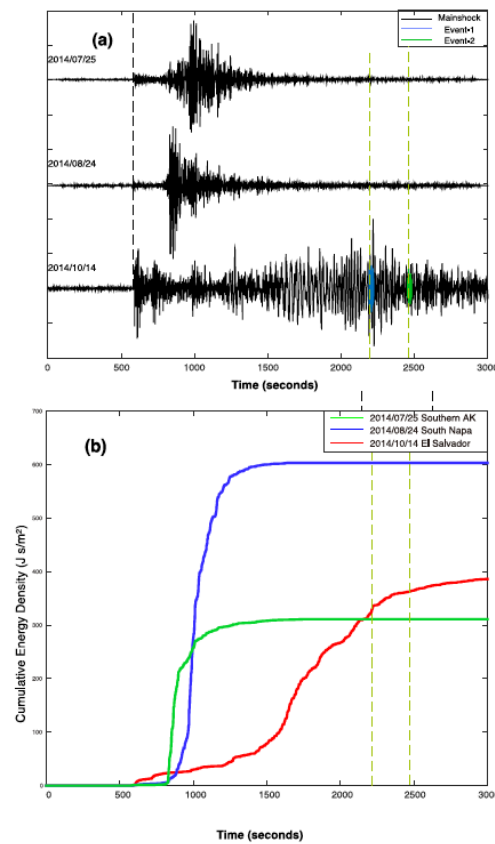 (a)
Mainshock
Event-1
Event-2
2014/07/25
2014/08/24
2014/10/14
0 500 1000 1500 2000 2500 3000
Time (seconds)
(b)
2014/07/25 Southern AK
2014/08/24 South Napa
2014/10/14 El Salvador
Cumulative Energy Density (J s/m²)
700
600
500
400
300
200
100
0
0 500 1000 1500 2000 2500 300
Time (seconds)